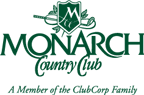 M
MONARCH
Country Club
A Member of the ClubCorp Family